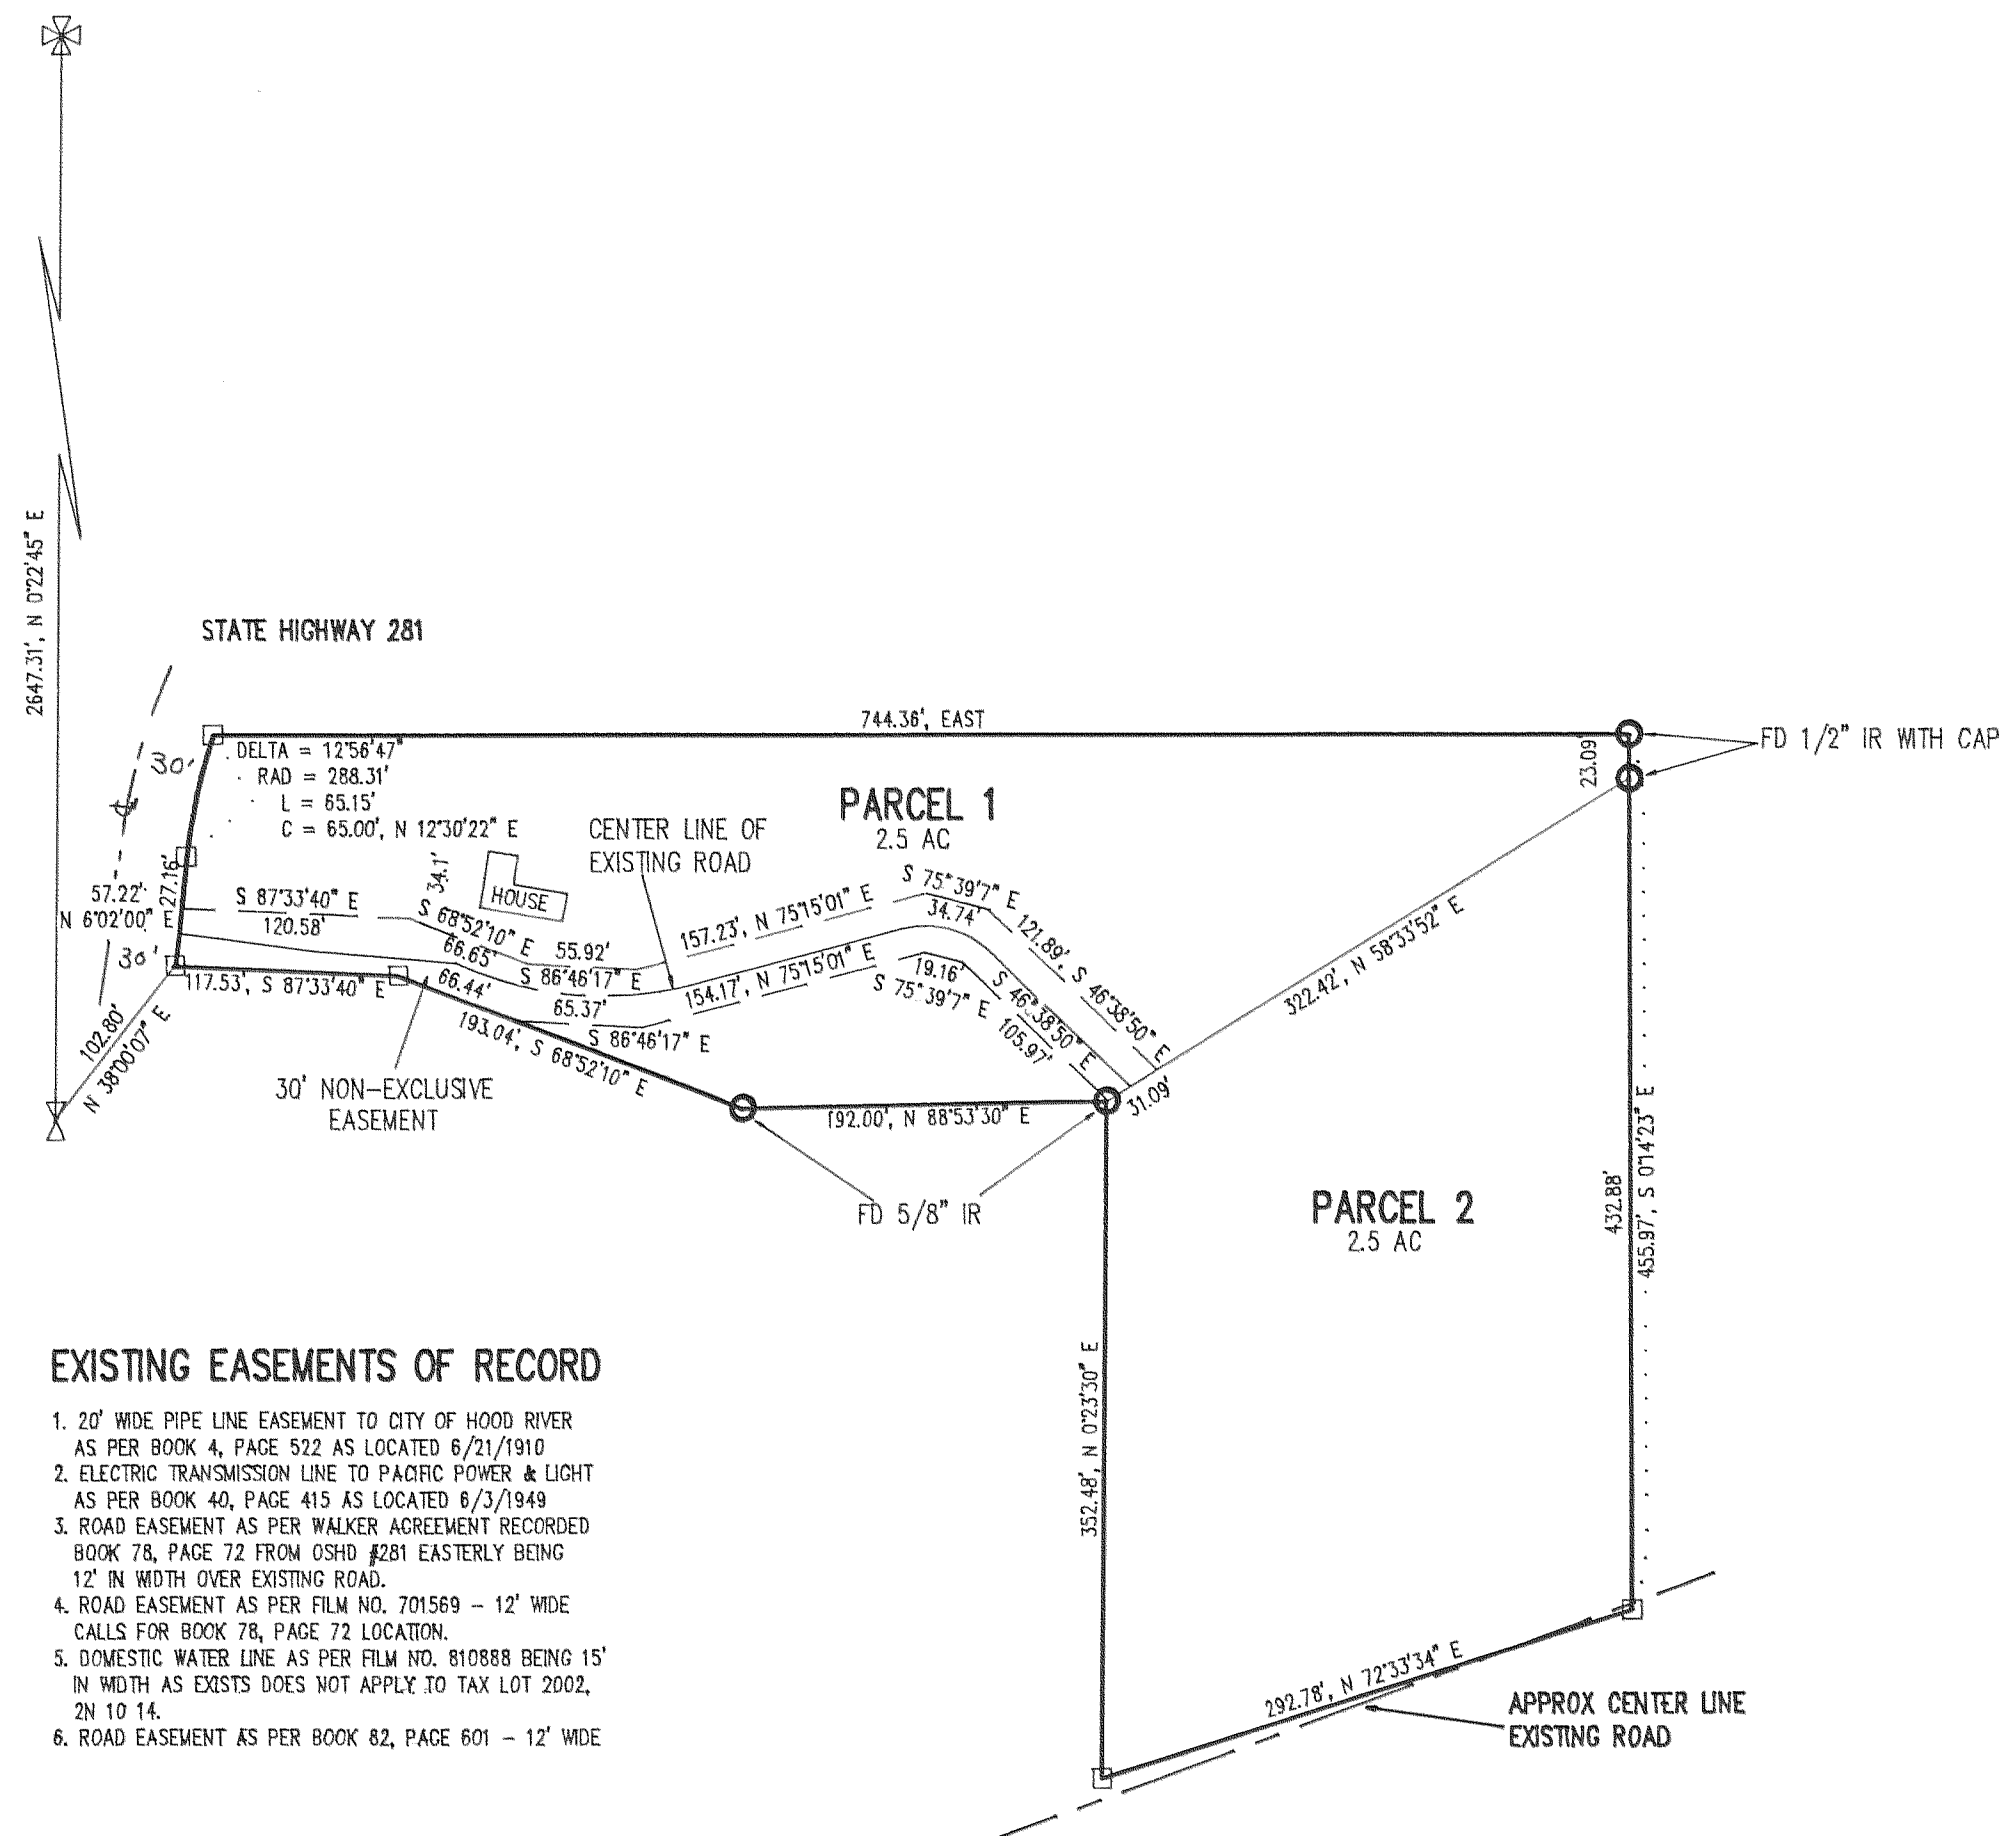 2647.31', N 0°22'45" E
STATE HIGHWAY 281
744.36', EAST
FD 1/2" IR WITH CAP
23.09'
30'
DELTA = 12°56'47"
RAD = 288.31'
L = 65.15'
C = 65.00', N 12°30'22" E
PARCEL 1
2.5 AC
CENTER LINE OF
EXISTING ROAD
34.1'
HOUSE
27.16'
57.22'
N 6°02'00" E
30'
S 87°33'40" E
120.58'
S 68°52'10" E
66.65'
55.92'
S 86°46'17" E
157.23', N 75°15'01" E
S 75°39'7" E
34.74'
121.89', S 46°38'50" E
322.42', N 58°33'52" E
117.53', S 87°33'40" E
66.44'
65.37'
S 86°46'17" E
154.17', N 75°15'01" E
19.16'
S 75°39'7" E
S 46°38'50" E
105.97'
31.09'
102.80'
N 38°00'07" E
193.04', S 68°52'10" E
30' NON-EXCLUSIVE
EASEMENT
192.00', N 88°53'30" E
FD 5/8" IR
PARCEL 2
2.5 AC
432.88'
455.97', S 0°14'23" E
352.48', N 0°23'30" E
292.78', N 72°33'34" E
APPROX CENTER LINE
EXISTING ROAD
EXISTING EASEMENTS OF RECORD
1. 20' WIDE PIPE LINE EASEMENT TO CITY OF HOOD RIVER
AS PER BOOK 4, PAGE 522 AS LOCATED 6/21/1910
2. ELECTRIC TRANSMISSION LINE TO PACIFIC POWER & LIGHT
AS PER BOOK 40, PAGE 415 AS LOCATED 6/3/1949
3. ROAD EASEMENT AS PER WALKER AGREEMENT RECORDED
BOOK 78, PAGE 72 FROM OSHD #281 EASTERLY BEING
12' IN WIDTH OVER EXISTING ROAD.
4. ROAD EASEMENT AS PER FILM NO. 701569 - 12' WIDE
CALLS FOR BOOK 78, PAGE 72 LOCATION.
5. DOMESTIC WATER LINE AS PER FILM NO. 810888 BEING 15'
IN WIDTH AS EXISTS DOES NOT APPLY TO TAX LOT 2002,
2N 10 14.
6. ROAD EASEMENT AS PER BOOK 82, PAGE 601 - 12' WIDE